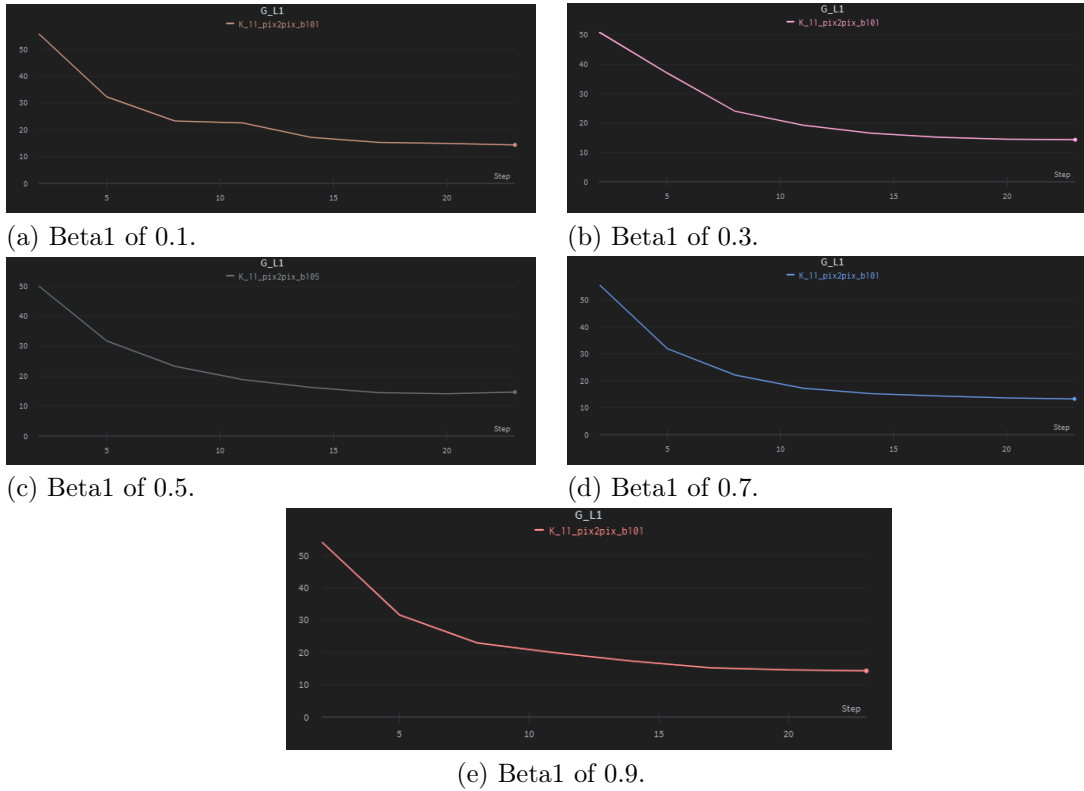 G_L1
K_11_pix2pix_b101
50
40
30
20
10
0
Step
5
10
15
20
(a) Beta1 of 0.1.
G_L1
K_11_pix2pix_b101
50
40
30
20
10
0
Step
5
10
15
20
(b) Beta1 of 0.3.
G_L1
K_11_pix2pix_b105
50
40
30
20
10
0
Step
5
10
15
20
(c) Beta1 of 0.5.
G_L1
K_11_pix2pix_b101
50
40
30
20
10
0
Step
5
10
15
20
(d) Beta1 of 0.7.
G_L1
K_11_pix2pix_b101
50
40
30
20
10
0
Step
5
10
15
20
(e) Beta1 of 0.9.